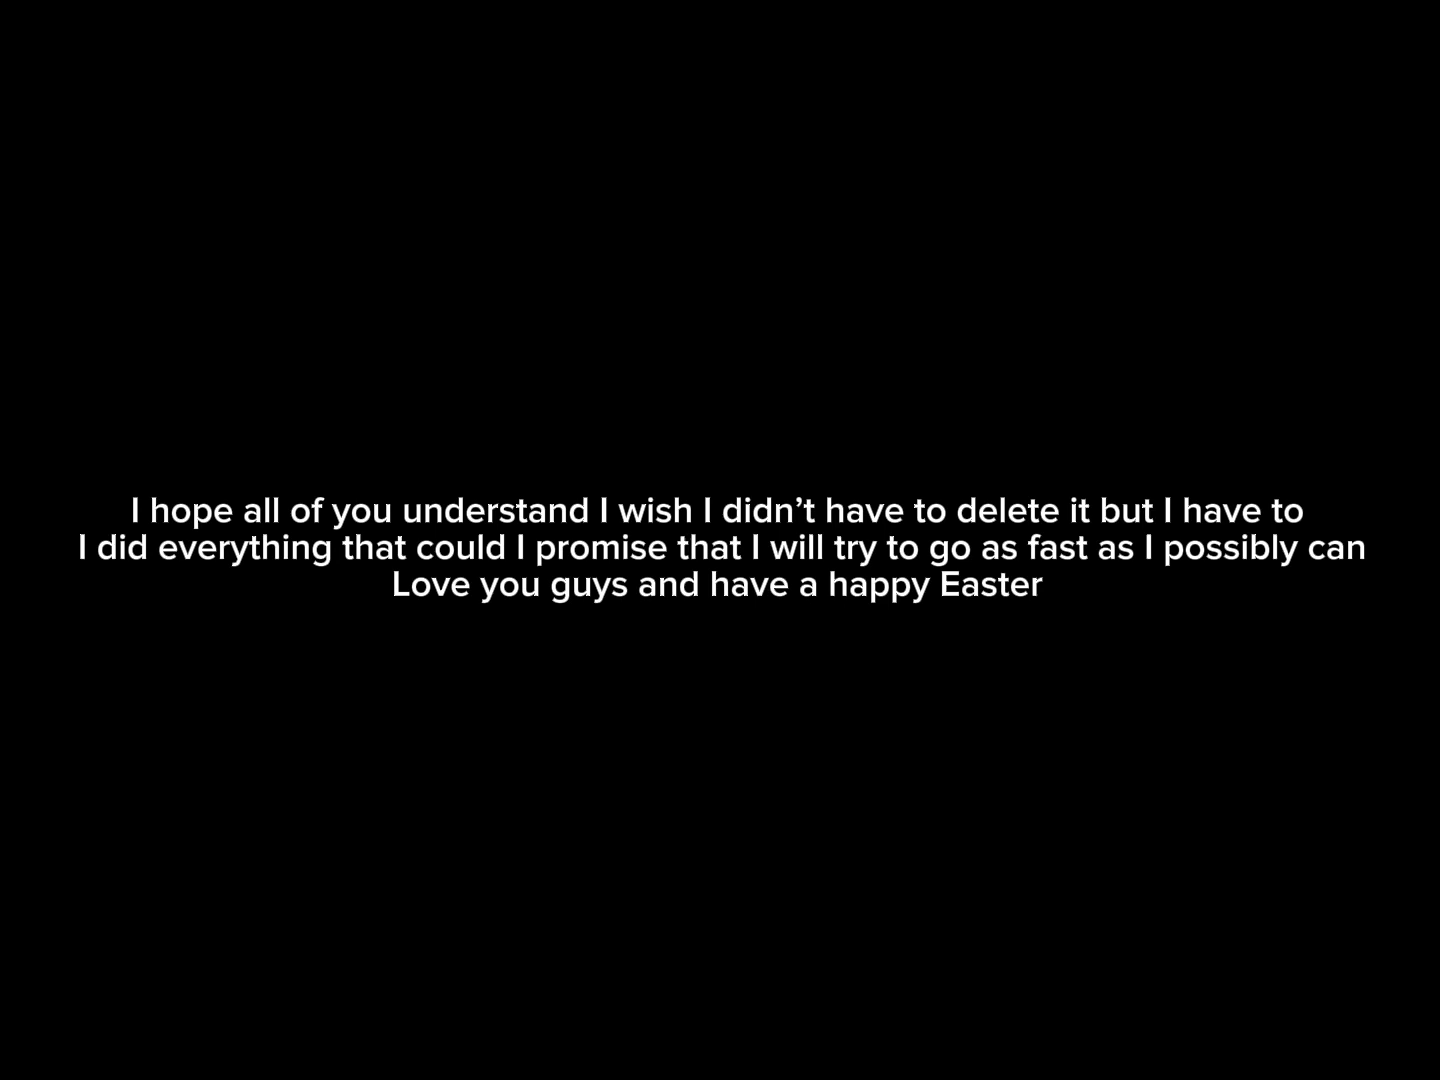 I hope all of you understand I wish I didn’t have to delete it but I have to
I did everything that could I promise that I will try to go as fast as I possibly can
Love you guys and have a happy Easter